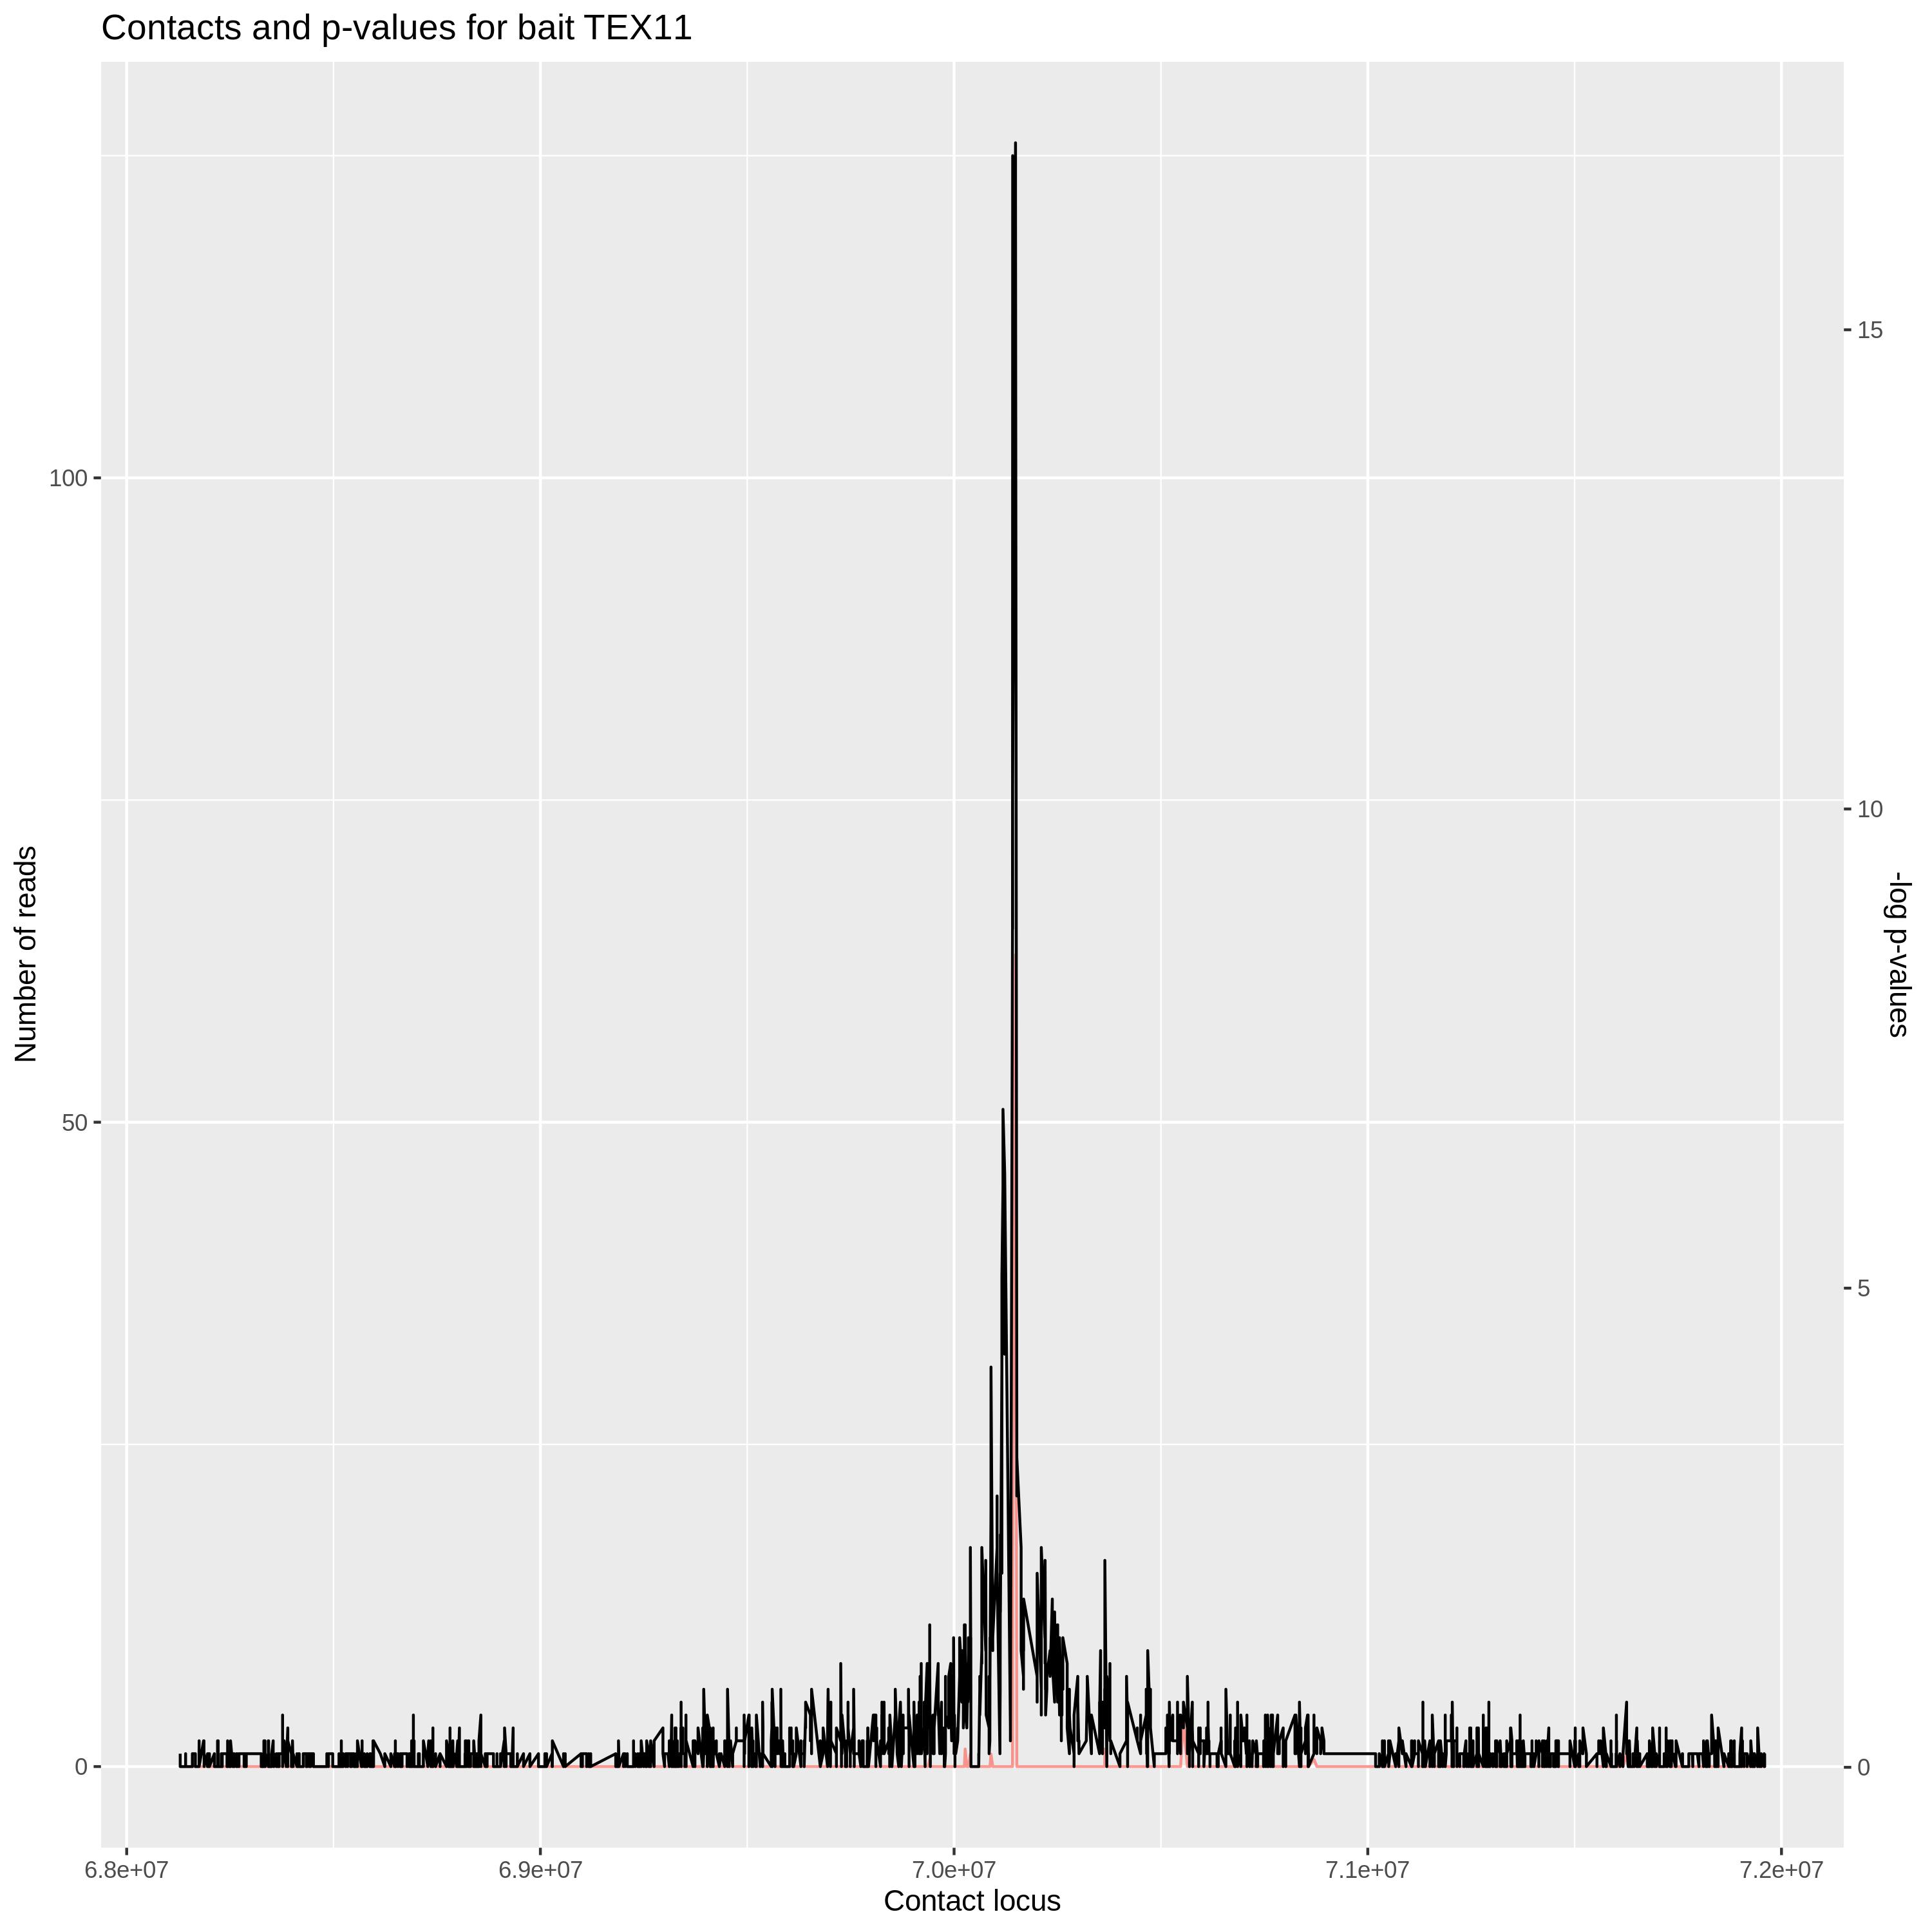 Contacts and p-values for bait TEX11
Number of reads
100
50
0
15
10
5
0
-log p-values
6.8e+07
6.9e+07
7.0e+07
7.1e+07
7.2e+07
Contact locus